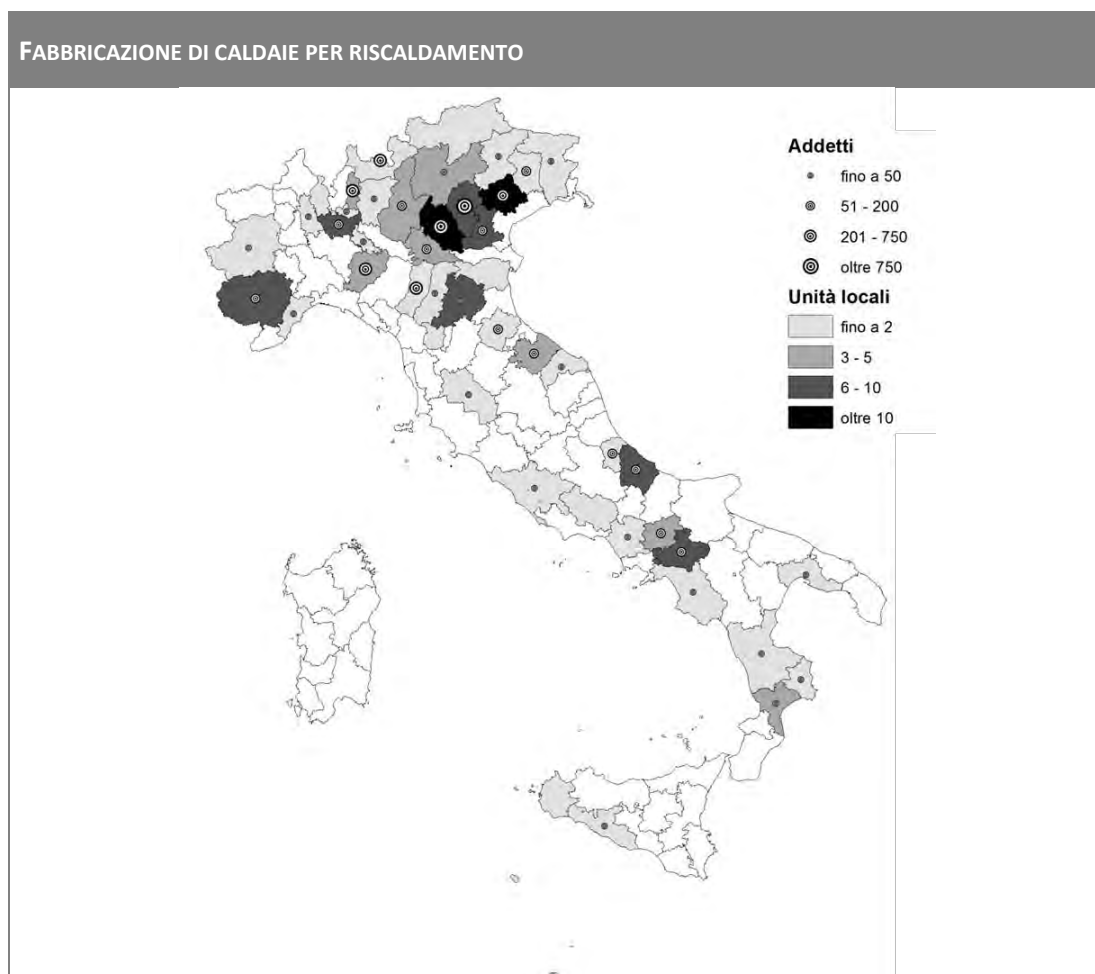 FABBRICAZIONE DI CALDAIE PER RISCALDAMENTO
Addetti
fino a 50
51 - 200
201 - 750
oltre 750
Unità locali
fino a 2
3 - 5
6 - 10
oltre 10